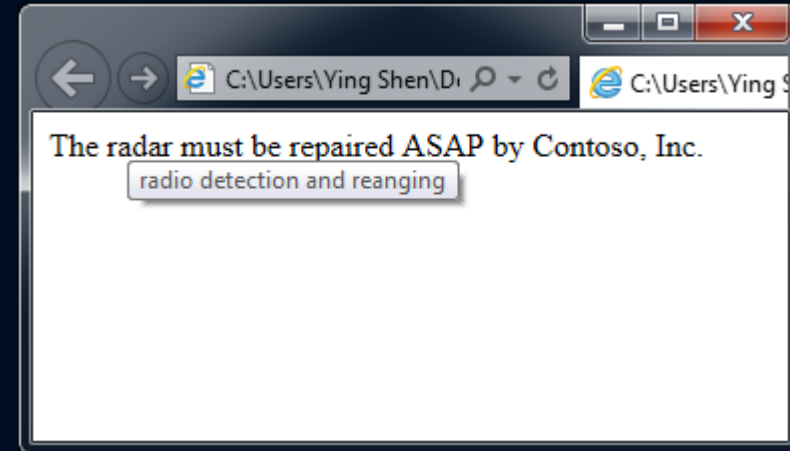 C:\Users\Ying Shen\D
C:\Users\Ying
The radar must be repaired ASAP by Contoso, Inc.
radio detection and reanging